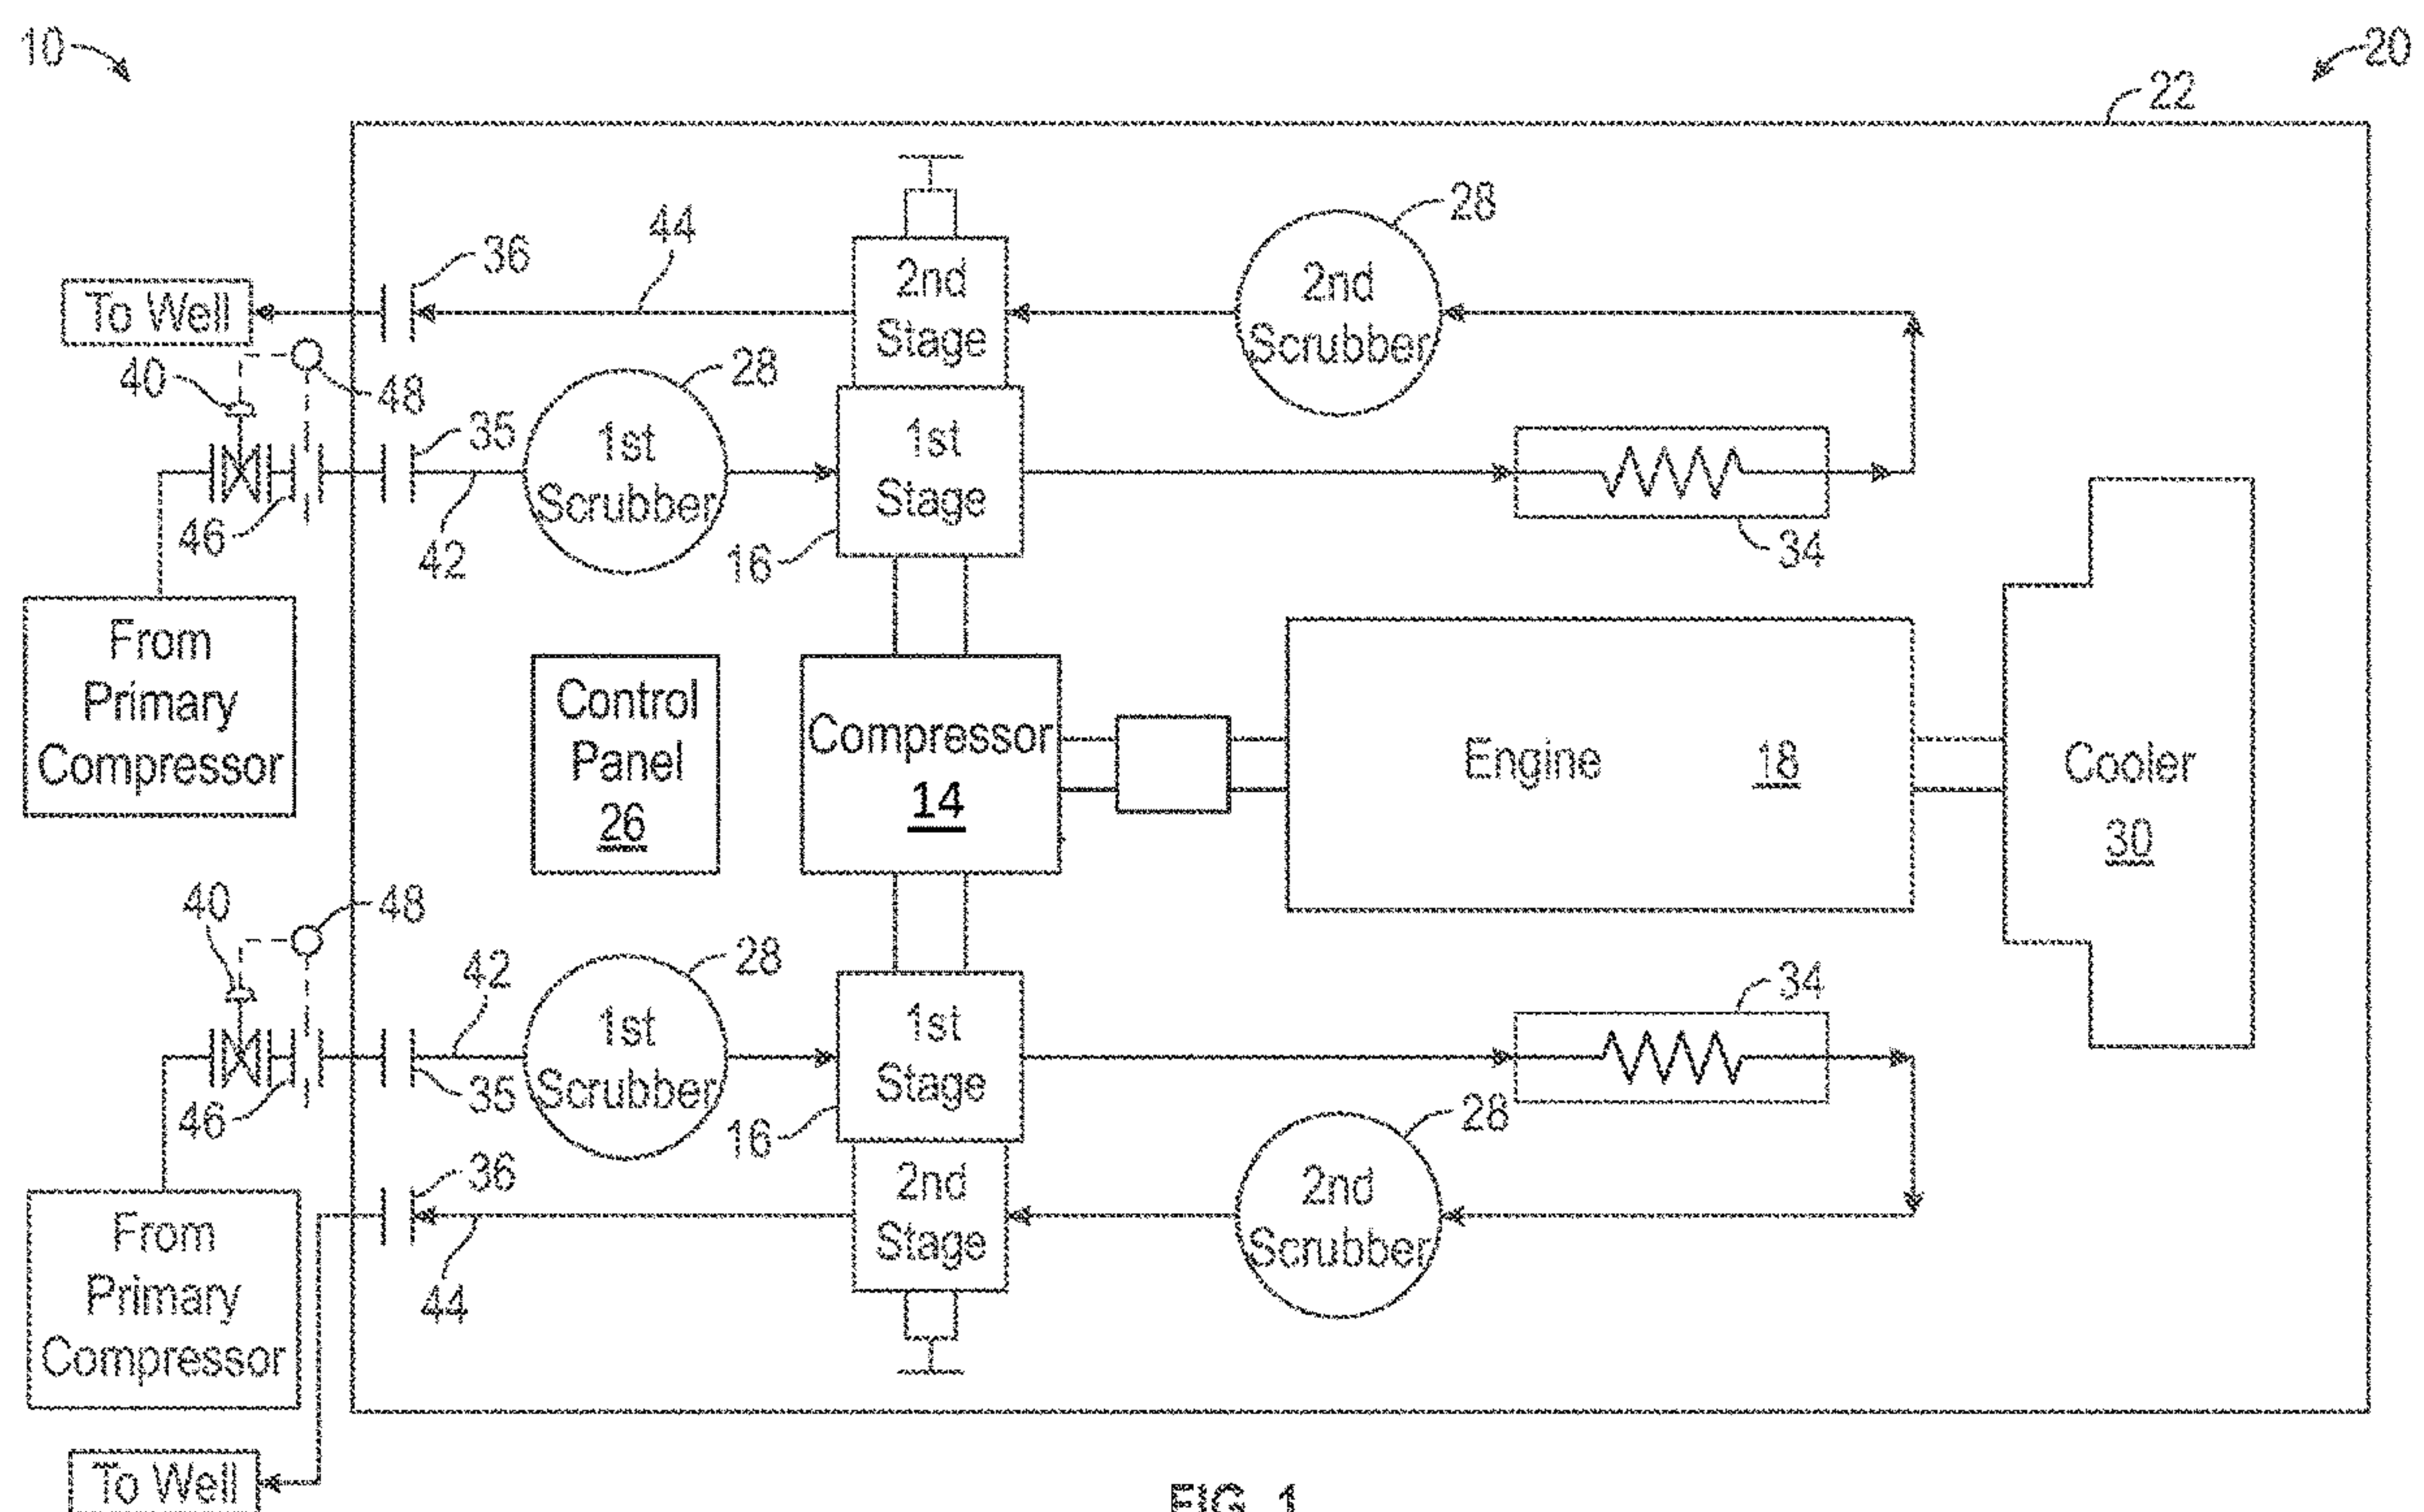 10
20
22
28
44
36
2nd
Stage
2nd
Scrubber
To Well
40
48
28
35
1st
Scrubber
1st
Stage
46
42
16
34
From
Primary
Compressor
Control
Panel
26
Compressor
14
Engine 18
Cooler
30
40
48
42
28
34
1st
Scrubber
1st
Stage
46
35
16
28
36
2nd
Stage
2nd
Scrubber
From
Primary
Compressor
44
To Well
FIG. 1